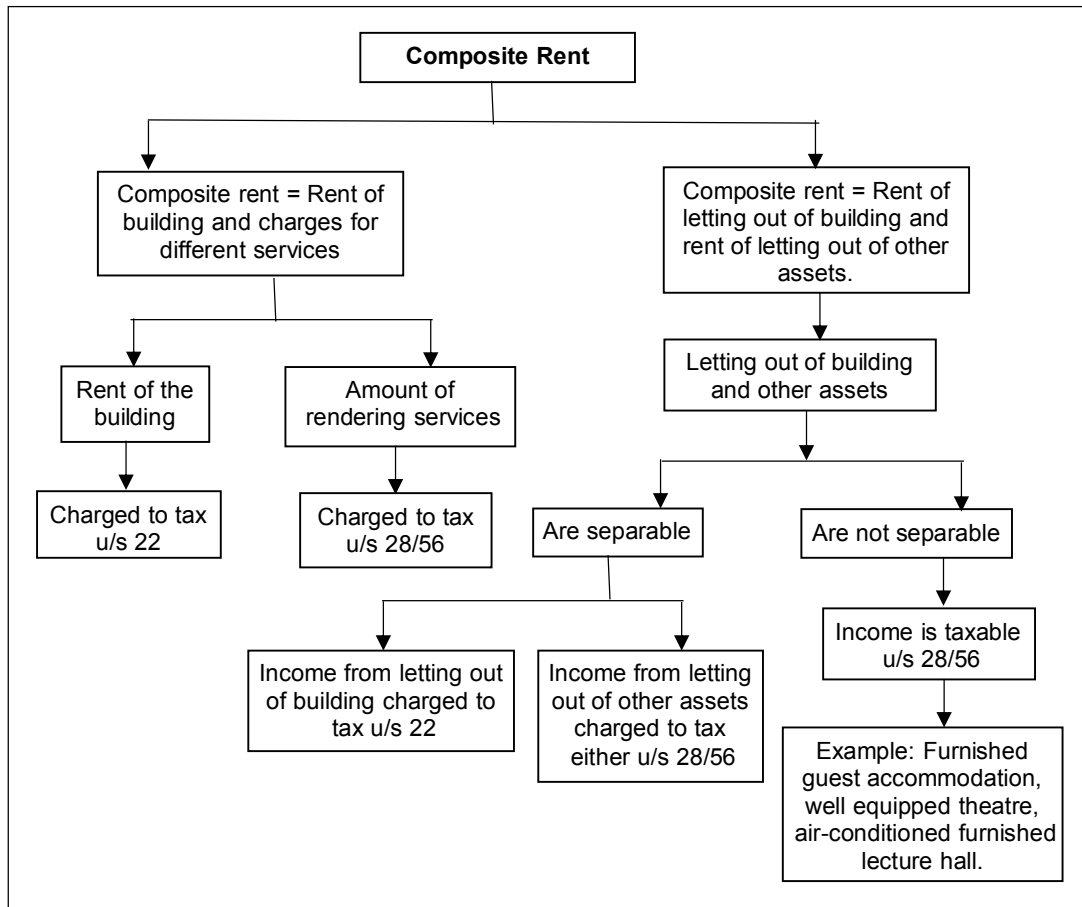 Composite Rent
Composite rent = Rent of
building and charges for
different services
Composite rent = Rent of
letting out of building and
rent of letting out of other
assets.
Rent of the
building
Amount of
rendering services
Letting out of building
and other assets
Charged to tax
u/s 22
Charged to tax
u/s 28/56
Are separable
Are not separable
Income from letting out
of building charged to
tax u/s 22
Income from letting
out of other assets
charged to tax
either u/s 28/56
Income is taxable
u/s 28/56
Example: Furnished
guest accommodation,
well equipped theatre,
air-conditioned furnished
lecture hall.